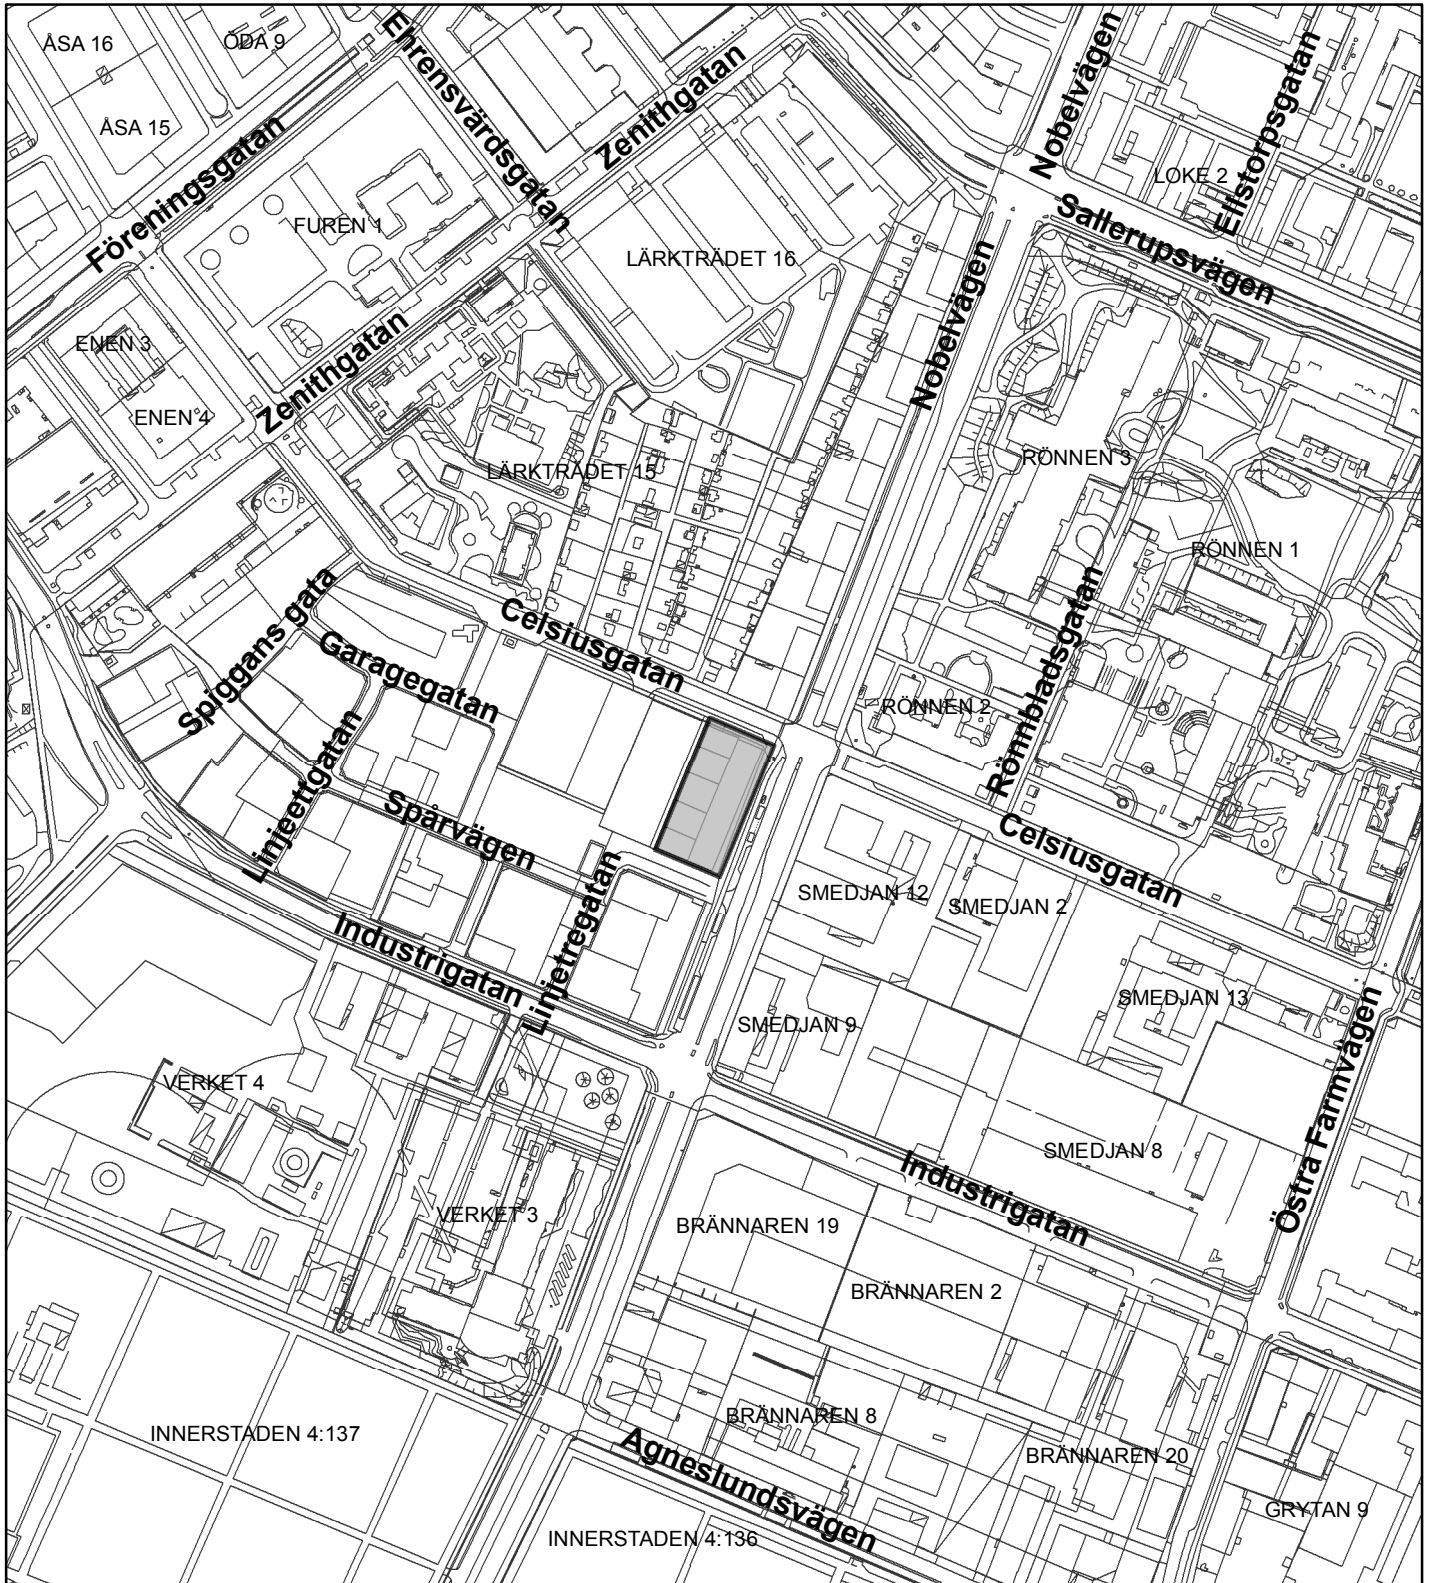 ÅSA 16
ÖDA 9
Ehrensvärdsgatan
Zenithgatan
Nobelvägen
Ellstorpsgatan
ÅSA 15
Föreningsgatan
LOKE 2
FUREN 1
Sallerupsvägen
LÄRKTRÄDET 16
Nobelvägen
ENEN 3
Zenithgatan
ENEN 4
LÄRKTRÄDET 15
RÖNNEN 3
RÖNNEN 1
Spiggans gata
Garagegatan
Celsiusgatan
Rönnbladsgatan
RÖNNEN 2
Linjeettgatan
Spårvägen
Linjetregatan
Celsiusgatan
SMEDJAN 12
SMEDJAN 2
Industrigatan
SMEDJAN 13
SMEDJAN 9
Östra Farmvägen
VERKET 4
SMEDJAN 8
Industrigatan
VERKET 3
BRÄNNAREN 19
BRÄNNAREN 2
BRÄNNAREN 8
INNERSTADEN 4:137
Agneslundsvägen
BRÄNNAREN 20
GRYTAN 9
INNERSTADEN 4:136